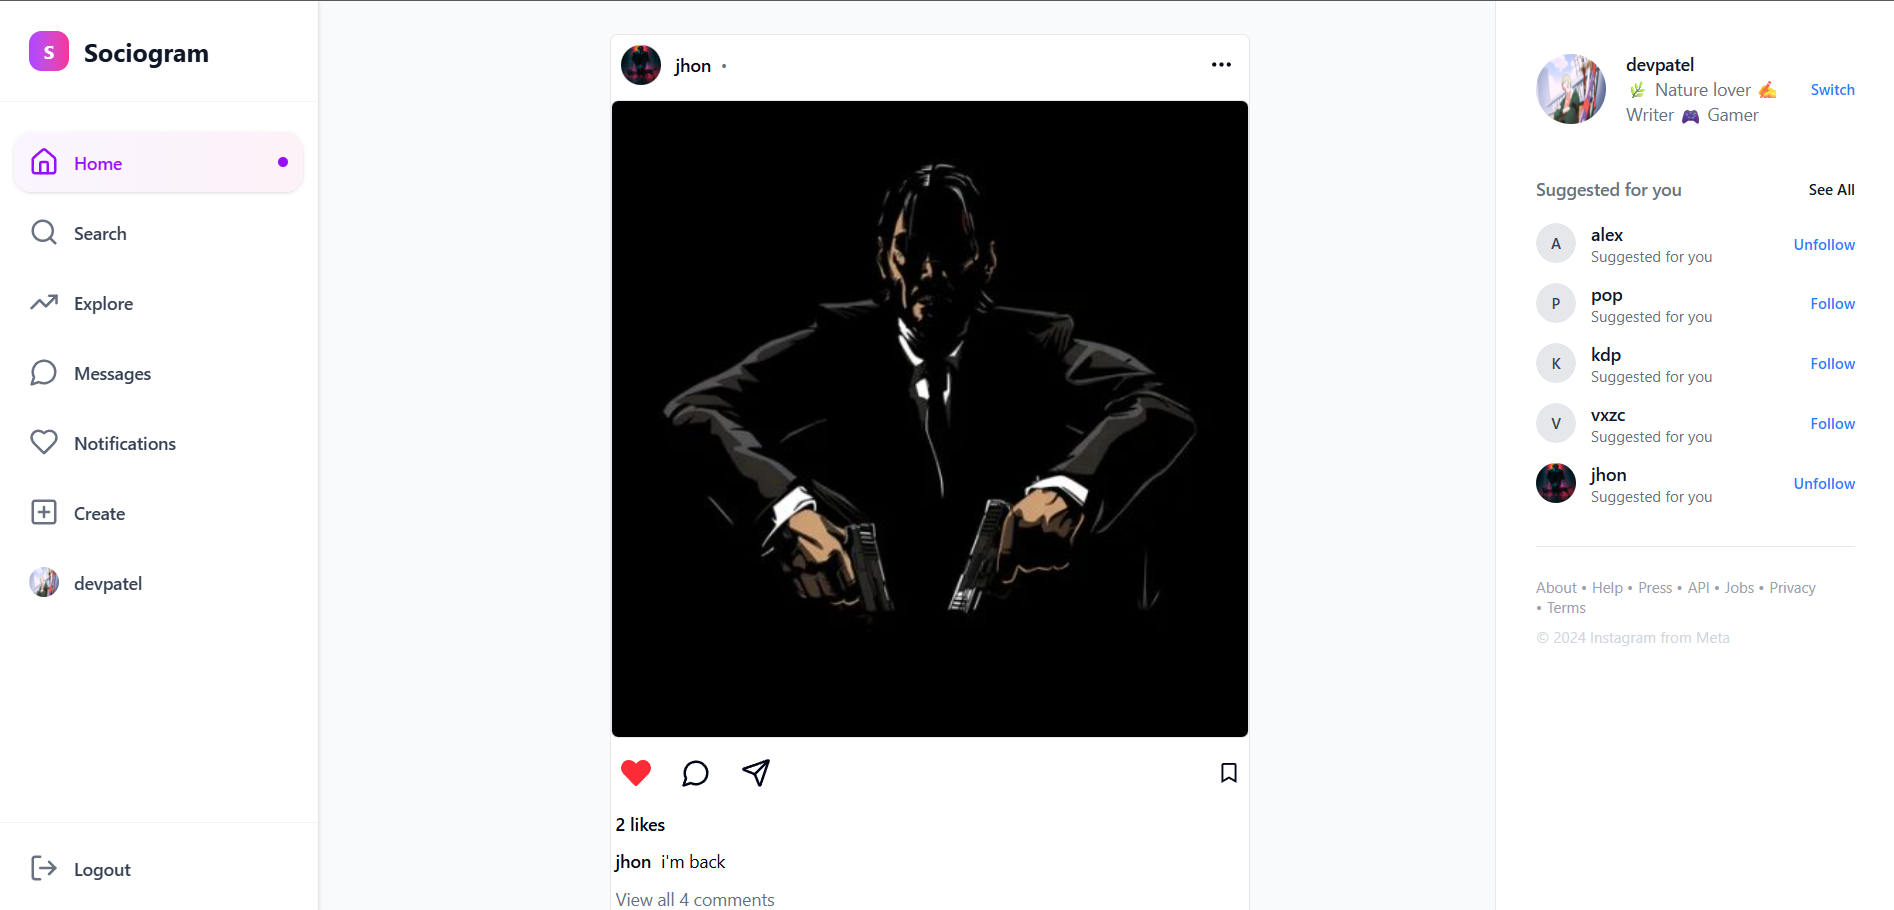 S Sociogram
Home
Search
Explore
Messages
Notifications
Create
devpatel
Logout
jhon •
2 likes
jhon i'm back
View all 4 comments
devpatel
🌿 Nature lover ✍️
Writer 🎮 Gamer
Switch
Suggested for you See All
A alex
Suggested for you
Unfollow
P pop
Suggested for you
Follow
K kdp
Suggested for you
Follow
V vxzc
Suggested for you
Follow
jhon
Suggested for you
Unfollow
About • Help • Press • API • Jobs • Privacy
• Terms
© 2024 Instagram from Meta